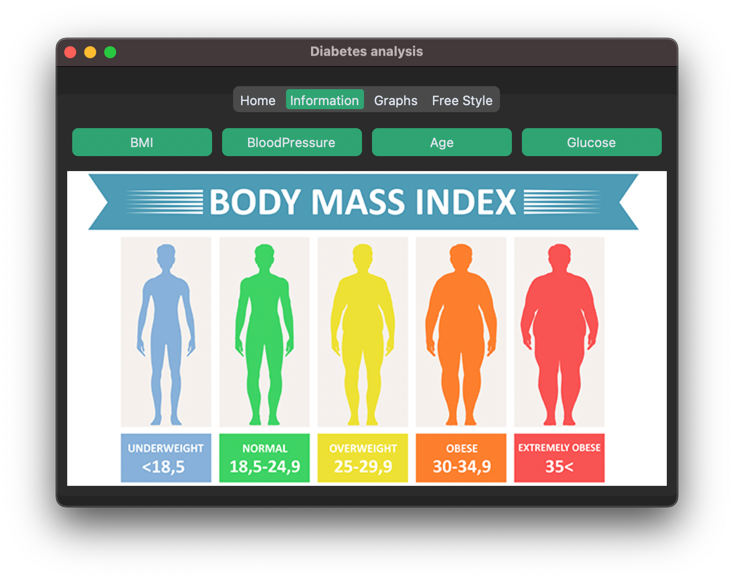 Diabetes analysis
Home Information Graphs Free Style
BMI BloodPressure Age Glucose
BODY MASS INDEX
UNDERWEIGHT NORMAL OVERWEIGHT OBESE EXTREMELY OBESE
<18,5 18,5-24,9 25-29,9 30-34,9 35<